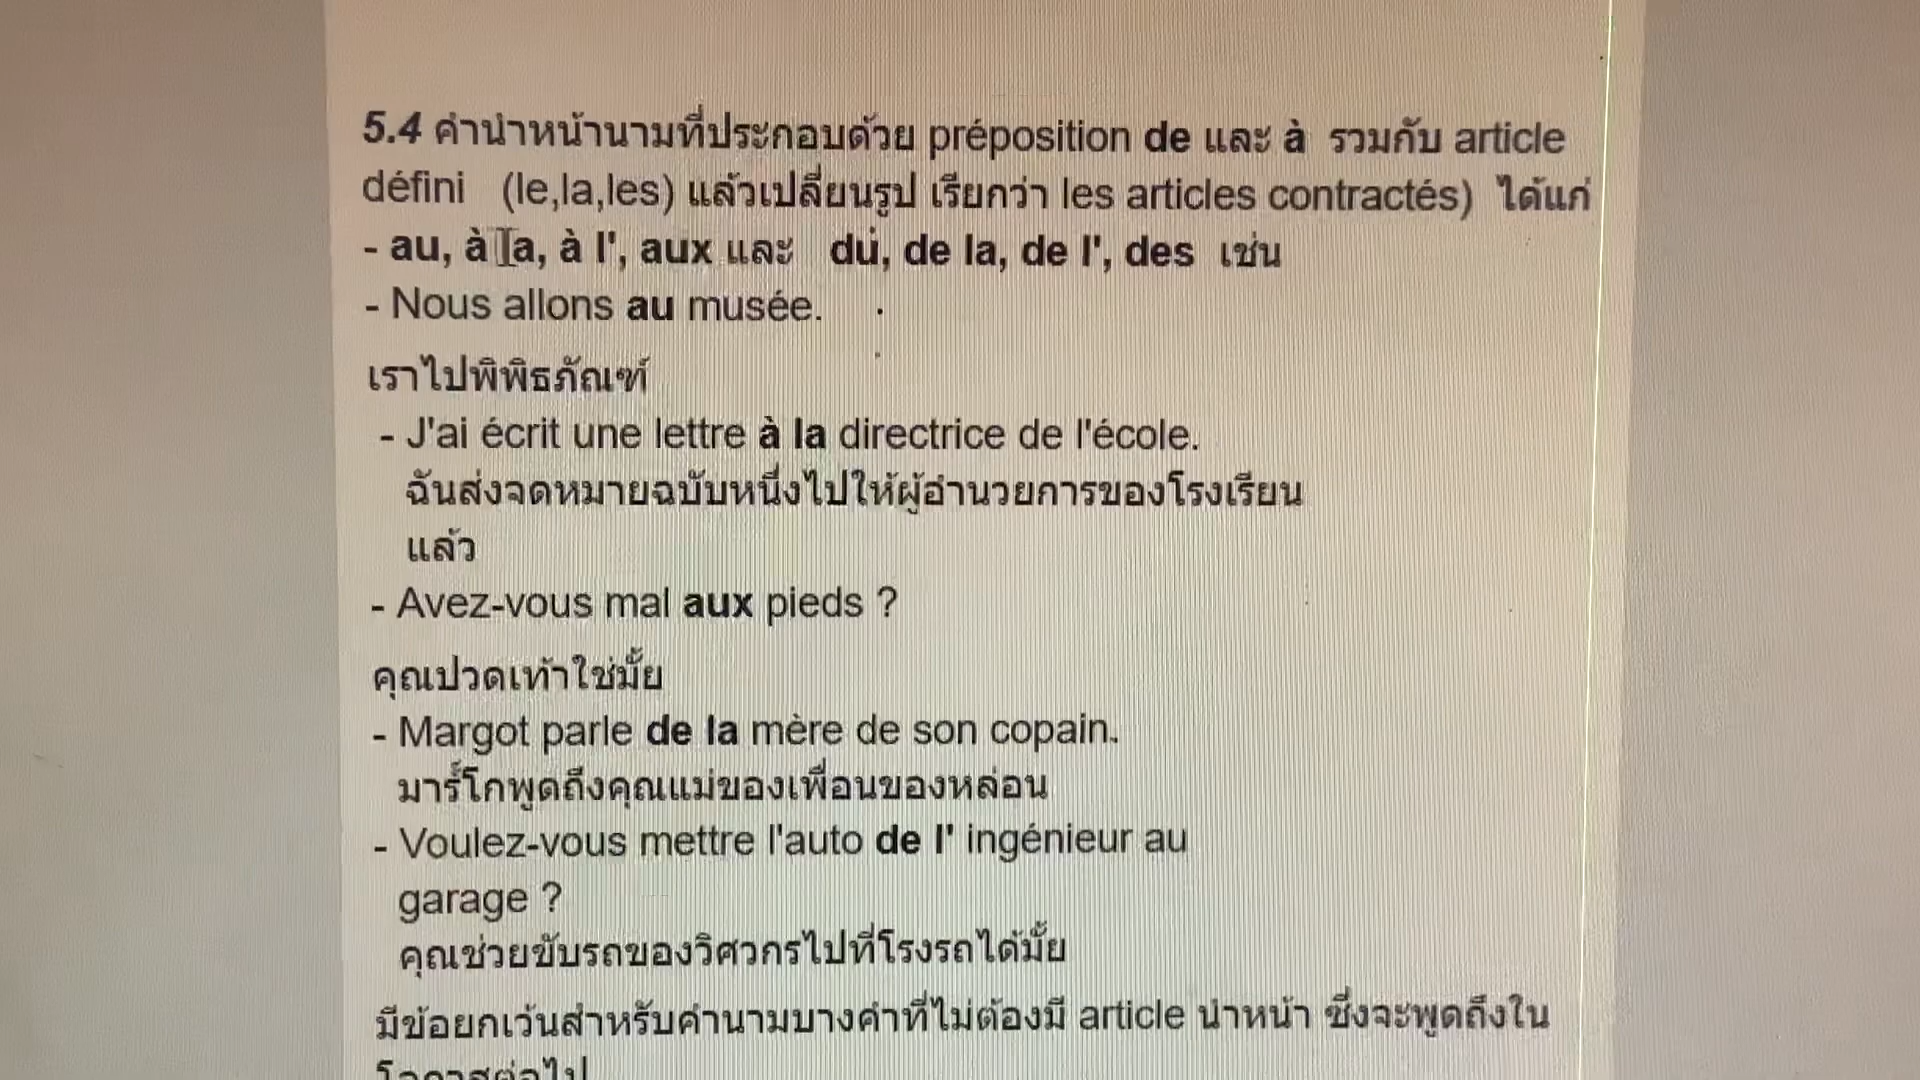 5.4 คำนำหน้านามที่ประกอบด้วย préposition de และ à รวมกับ article
défini (le,la,les) แล้วเปลี่ยนรูป เรียกว่า les articles contractés) ได้แก่
- au, à la, à l', aux และ du, de la, de l', des เช่น
- Nous allons au musée.
เราไปพิพิธภัณฑ์
- J'ai écrit une lettre à la directrice de l'école.
ฉันส่งจดหมายฉบับหนึ่งไปให้ผู้อำนวยการของโรงเรียน
แล้ว
- Avez-vous mal aux pieds ?
คุณปวดเท้าใช่มั้ย
- Margot parle de la mère de son copain.
มาร์โกพูดถึงคุณแม่ของเพื่อนของหล่อน
- Voulez-vous mettre l'auto de l' ingénieur au
garage ?
คุณช่วยขับรถของวิศวกรไปที่โรงรถได้มั้ย
มีข้อยกเว้นสำหรับคำนามบางคำที่ไม่ต้องมี article นำหน้า ซึ่งจะพูดถึงใน
โอกาสต่อไป